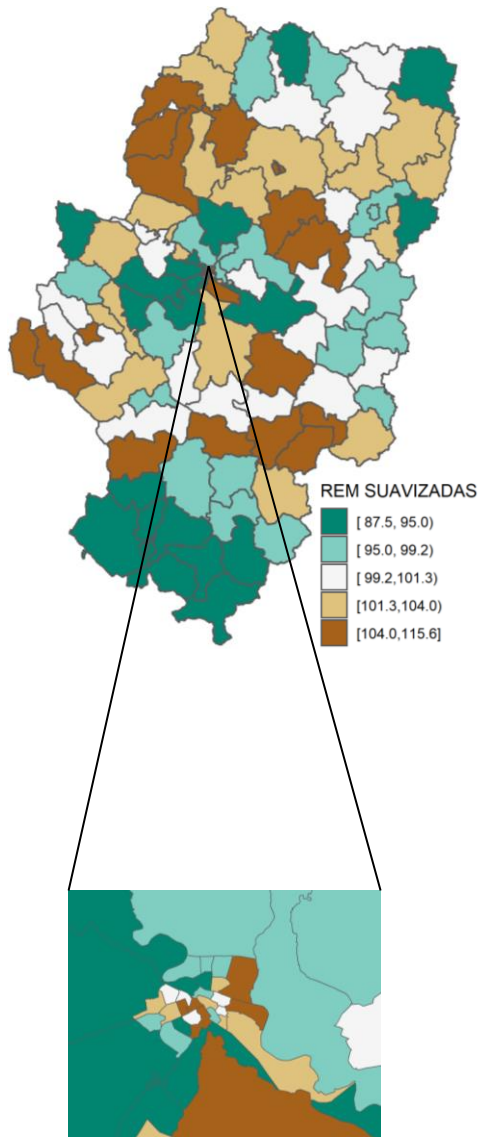 REM SUAVIZADAS
[ 87.5, 95.0)
[ 95.0, 99.2)
[ 99.2,101.3)
[101.3,104.0)
[104.0,115.6]